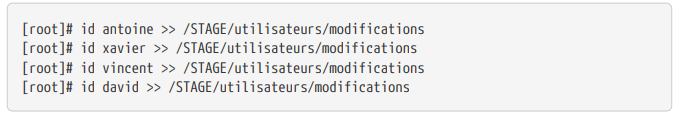 [root]# id antoine >> /STAGE/utilisateurs/modifications
[root]# id xavier >> /STAGE/utilisateurs/modifications
[root]# id vincent >> /STAGE/utilisateurs/modifications
[root]# id david >> /STAGE/utilisateurs/modifications